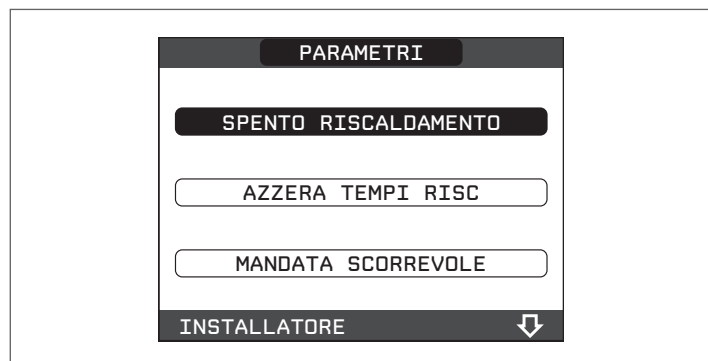 PARAMETRI
SPENTO RISCALDAMENTO
AZZERA TEMPI RISC
MANDATA SCORREVOLE
INSTALLATORE